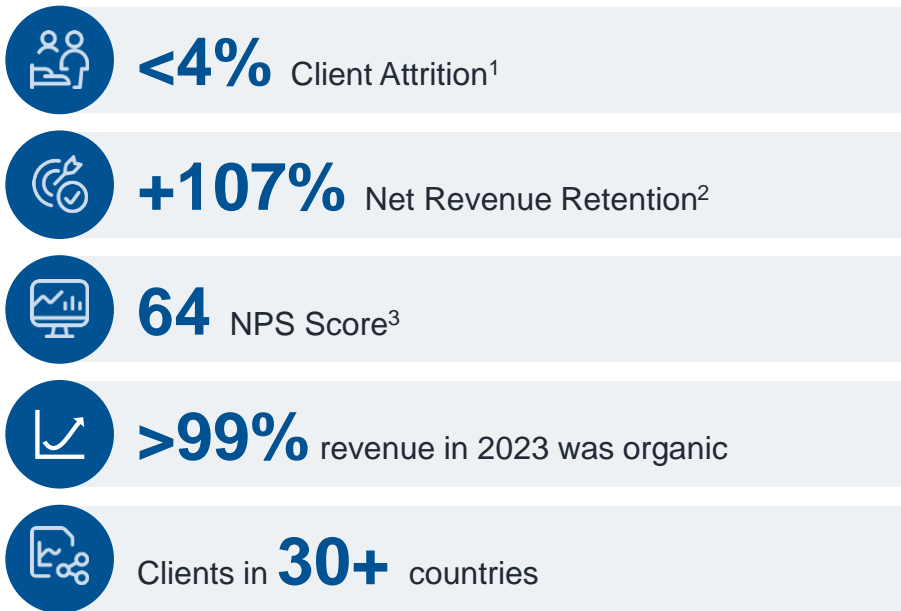 <4% Client Attrition¹
+107% Net Revenue Retention²
64 NPS Score³
>99% revenue in 2023 was organic
Clients in 30+ countries